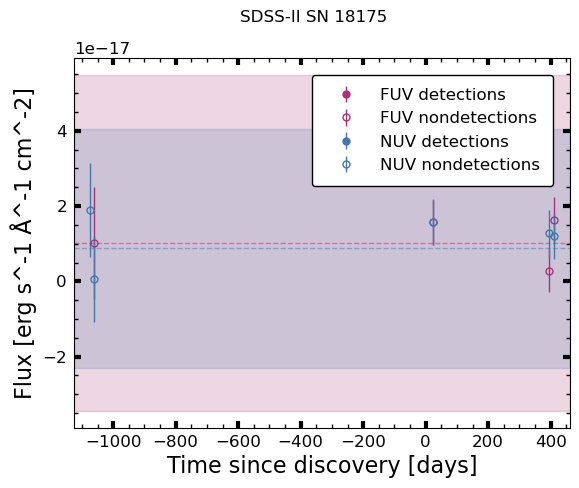 SDSS-II SN 18175
1e−17
FUV detections
FUV nondetections
NUV detections
NUV nondetections
4
2
0
−2
Flux [erg s^-1 Å^-1 cm^-2]
−1000 −800 −600 −400 −200 0 200 400
Time since discovery [days]